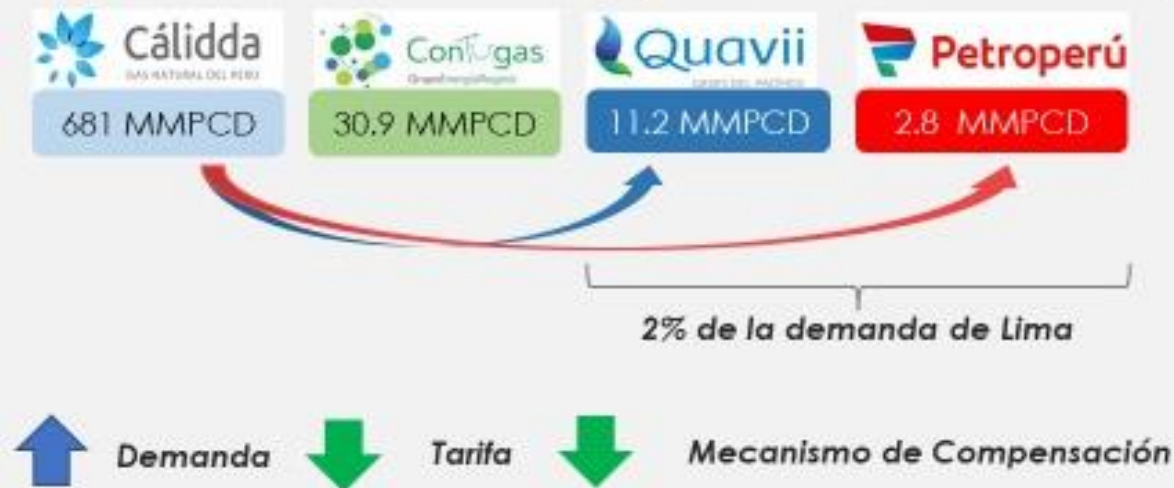 Cálidda
GAS NATURAL DEL PERÚ
ConTugas
GrupoEnergíaBogotá
Quavii
Petroperú
681 MMPCD
30.9 MMPCD
11.2 MMPCD
2.8 MMPCD
2% de la demanda de Lima
Demanda
Tarifa
Mecanismo de Compensación